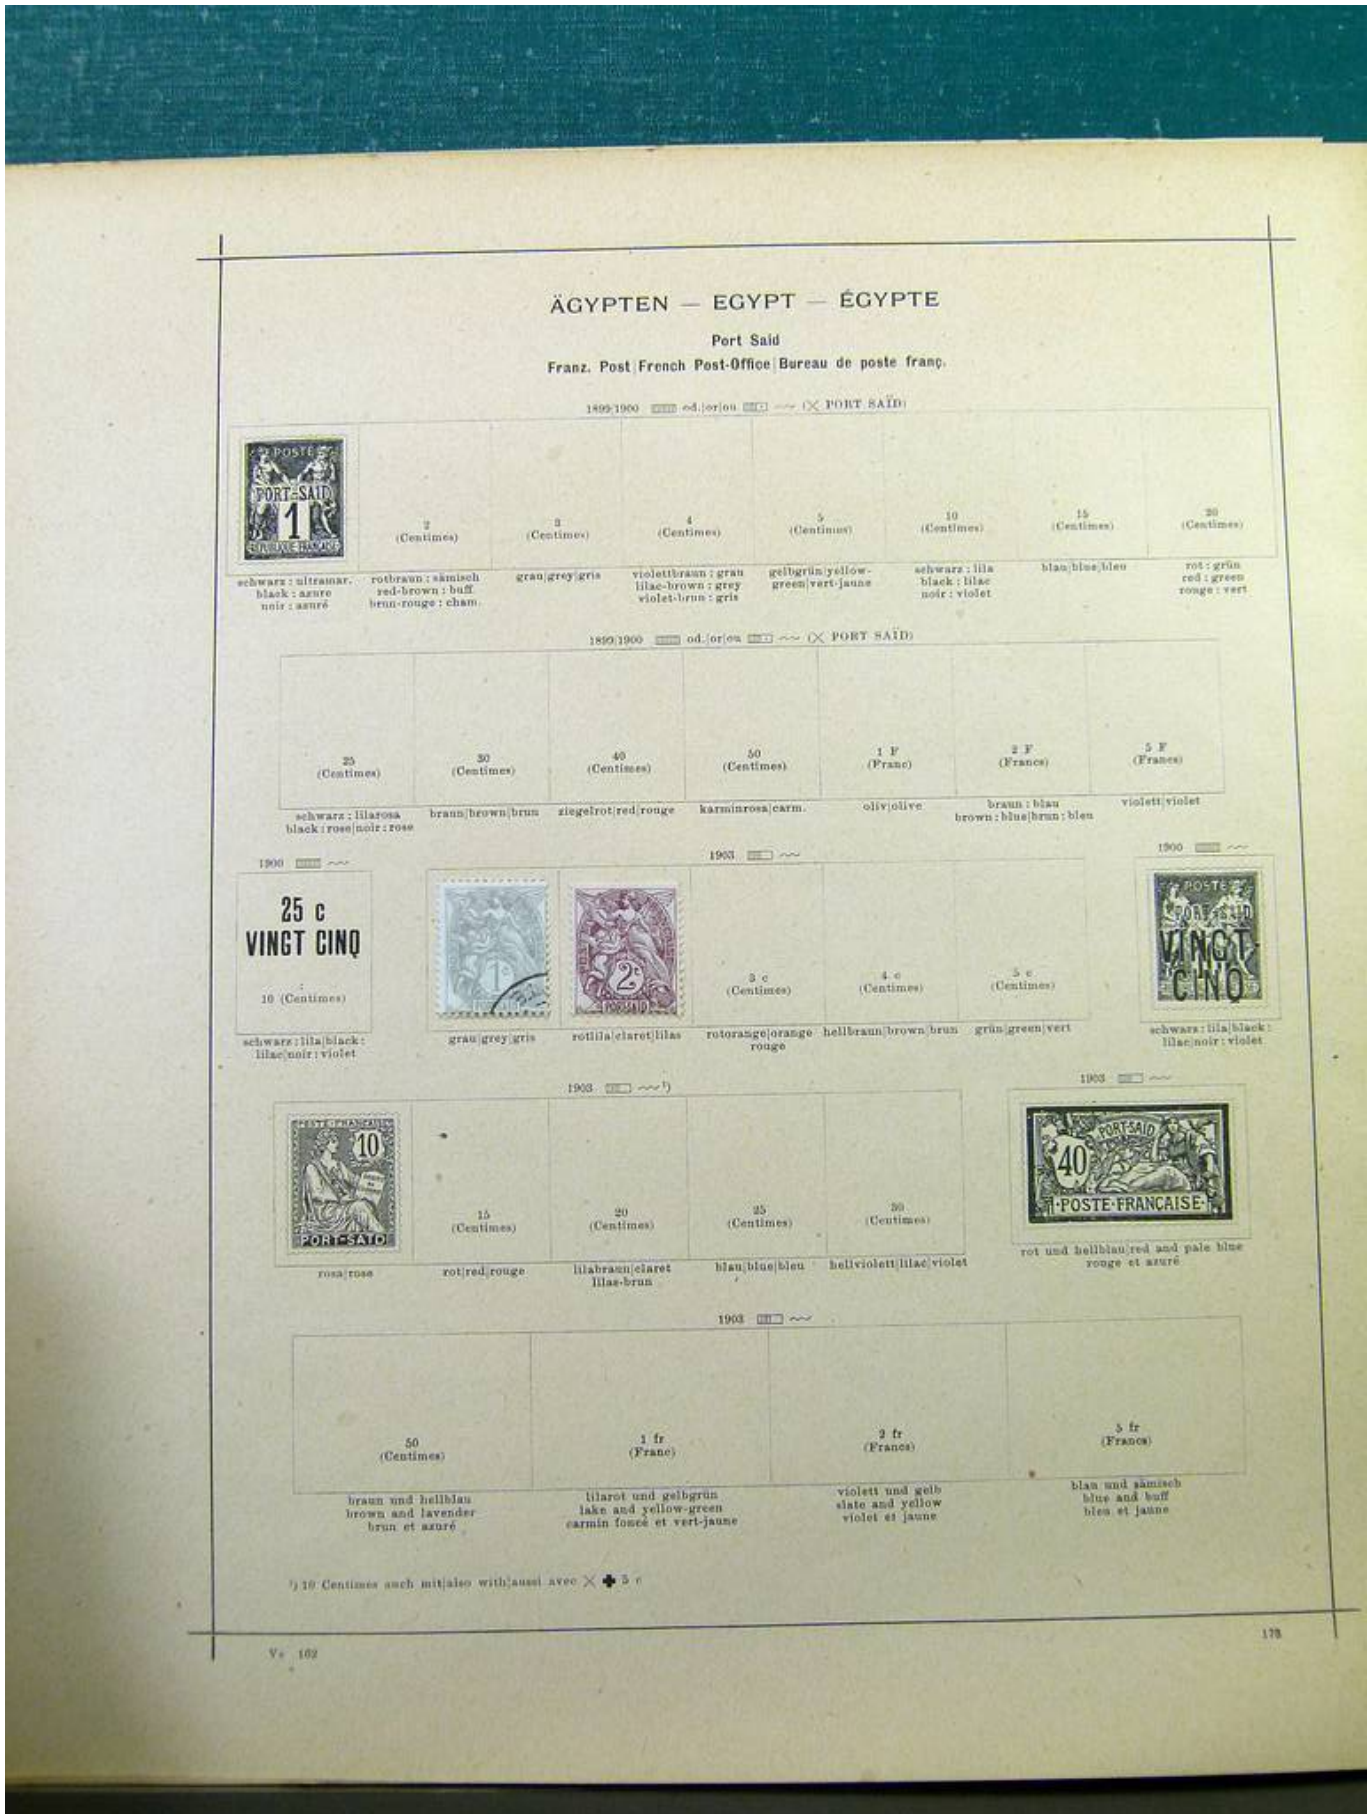 ÄGYPTEN — EGYPT — ÉGYPTE
Port Said
Franz. Post|French Post-Office|Bureau de poste franç.
1899/1900 od.|or|ou (PORT SAÏD)
POSTE
PORT-SAID
1
REPUBLIQUE FRANÇAISE
2
(Centimes)
3
(Centimes)
4
(Centimes)
5
(Centimes)
10
(Centimes)
15
(Centimes)
20
(Centimes)
schwarz : ultramar.
black : azure
noir : azuré
rotbraun : sämisch
red-brown : buff
brun-rouge : cham.
grau|grey|gris
violettbraun : grau
lilac-brown : grey
violet-brun : gris
gelbgrün|yellow-
green|vert-jaune
schwarz : lila
black : lilac
noir : violet
blau|blue|bleu
rot : grün
red : green
rouge : vert
1899/1900 od.|or|ou (PORT SAÏD)
25
(Centimes)
30
(Centimes)
40
(Centimes)
50
(Centimes)
1 F
(Franc)
2 F
(Francs)
5 F
(Francs)
schwarz : lilarosa
black : rose|noir : rose
braun|brown|brun
ziegelrot|red|rouge
karminrosa|carm.
oliv|olive
braun : blau
brown : blue|brun : bleu
violett|violet
1900
25 c
VINGT CINQ
:
10 (Centimes)
schwarz : lila|black :
lilac|noir : violet
1903
1c
2c
PORT-SAID
3 c
(Centimes)
4 c
(Centimes)
5 c
(Centimes)
grau|grey|gris
rotlila|claret|lilas
rotorange|orange
rouge
hellbraun|brown|brun
grün|green|vert
1900
POSTE
PORT-SAID
VINGT
CINQ
schwarz : lila|black :
lilac|noir : violet
1903 ¹)
POSTE-FRANÇAISE
10
PORT-SAID
15
(Centimes)
20
(Centimes)
25
(Centimes)
30
(Centimes)
rosa|rose
rot|red|rouge
lilabraun|claret
lilas-brun
blau|blue|bleu
hellviolett|lilac|violet
1903
PORT-SAID
40
·POSTE·FRANÇAISE·
rot und hellblau|red and pale blue
rouge et azuré
1903
50
(Centimes)
1 fr
(Franc)
2 fr
(Francs)
5 fr
(Francs)
braun und hellblau
brown and lavender
brun et azuré
lilarot und gelbgrün
lake and yellow-green
carmin foncé et vert-jaune
violett und gelb
slate and yellow
violet et jaune
blau und sämisch
blue and buff
bleu et jaune
¹) 10 Centimes auch mit|also with|aussi avec ✕ ✚ 5 c
162
173